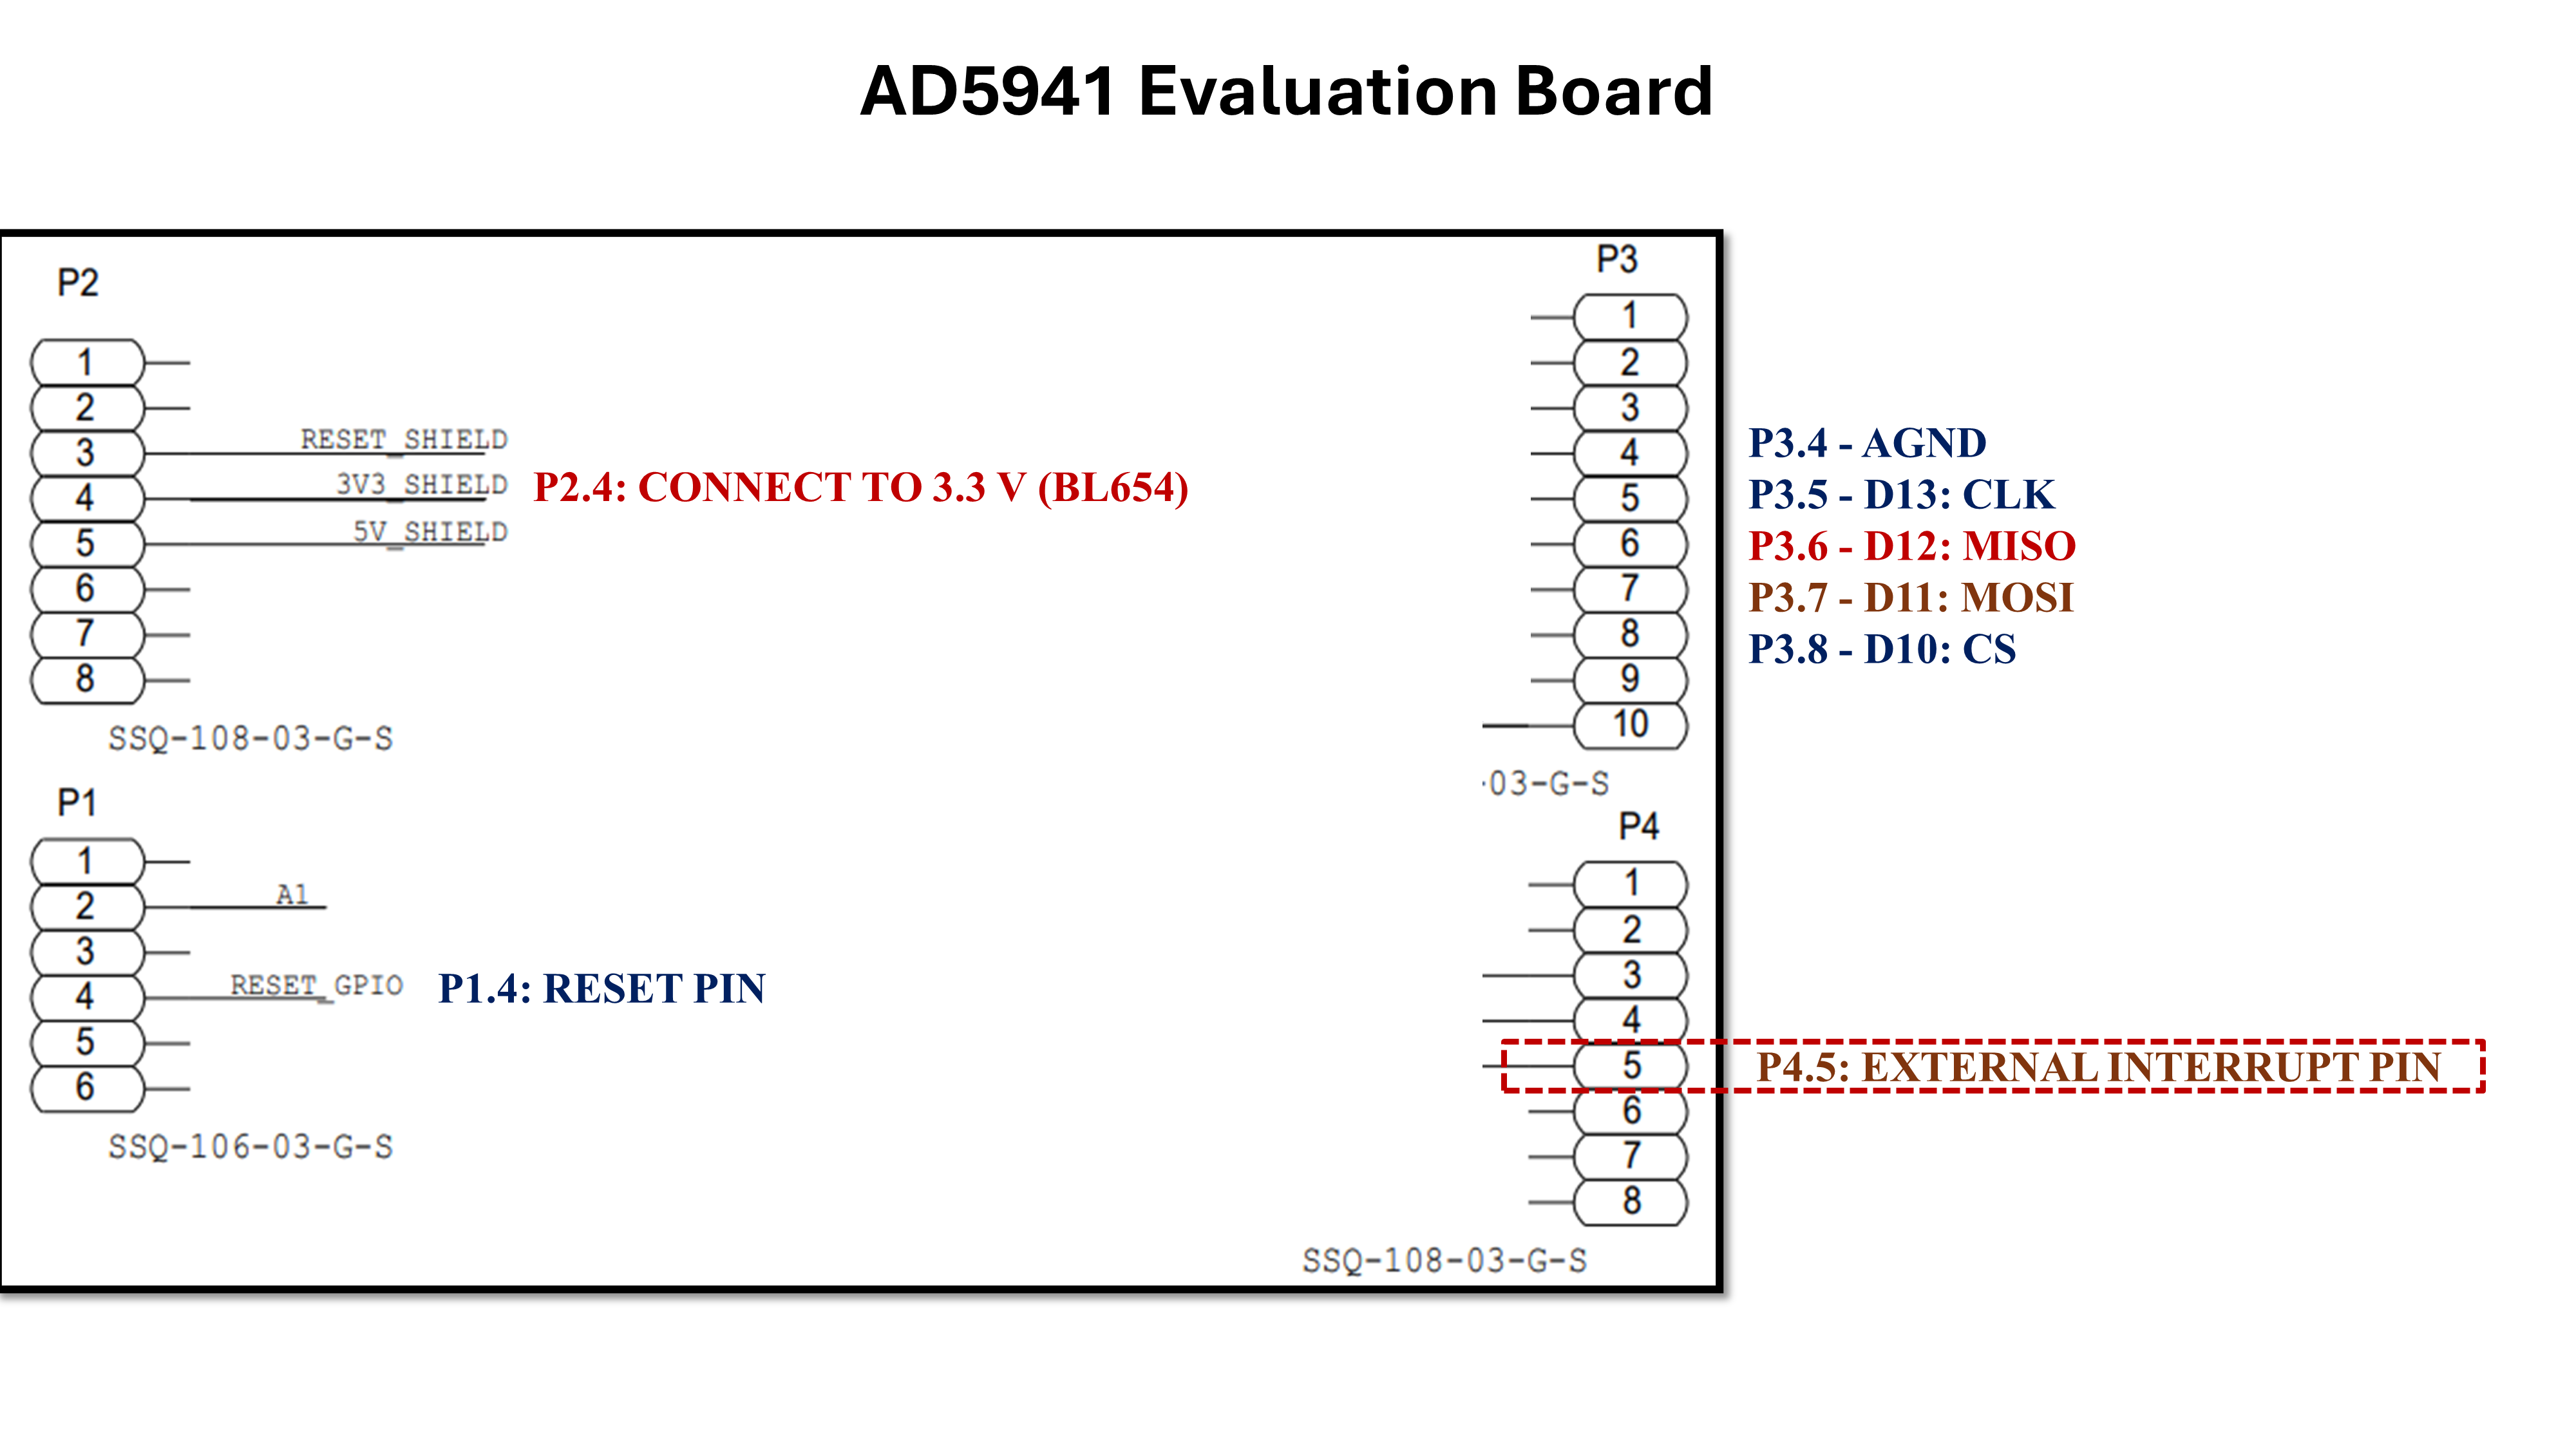 AD5941 Evaluation Board
P2
1
2
3 RESET_SHIELD
4 3V3_SHIELD
5 5V_SHIELD
6
7
8
SSQ-108-03-G-S
P2.4: CONNECT TO 3.3 V (BL654)
P1
1
2 A1
3
4 RESET_GPIO
5
6
SSQ-106-03-G-S
P1.4: RESET PIN
P3
1
2
3
4
5
6
7
8
9
10
-03-G-S
P3.4 - AGND
P3.5 - D13: CLK
P3.6 - D12: MISO
P3.7 - D11: MOSI
P3.8 - D10: CS
P4
1
2
3
4
5
6
7
8
SSQ-108-03-G-S
P4.5: EXTERNAL INTERRUPT PIN